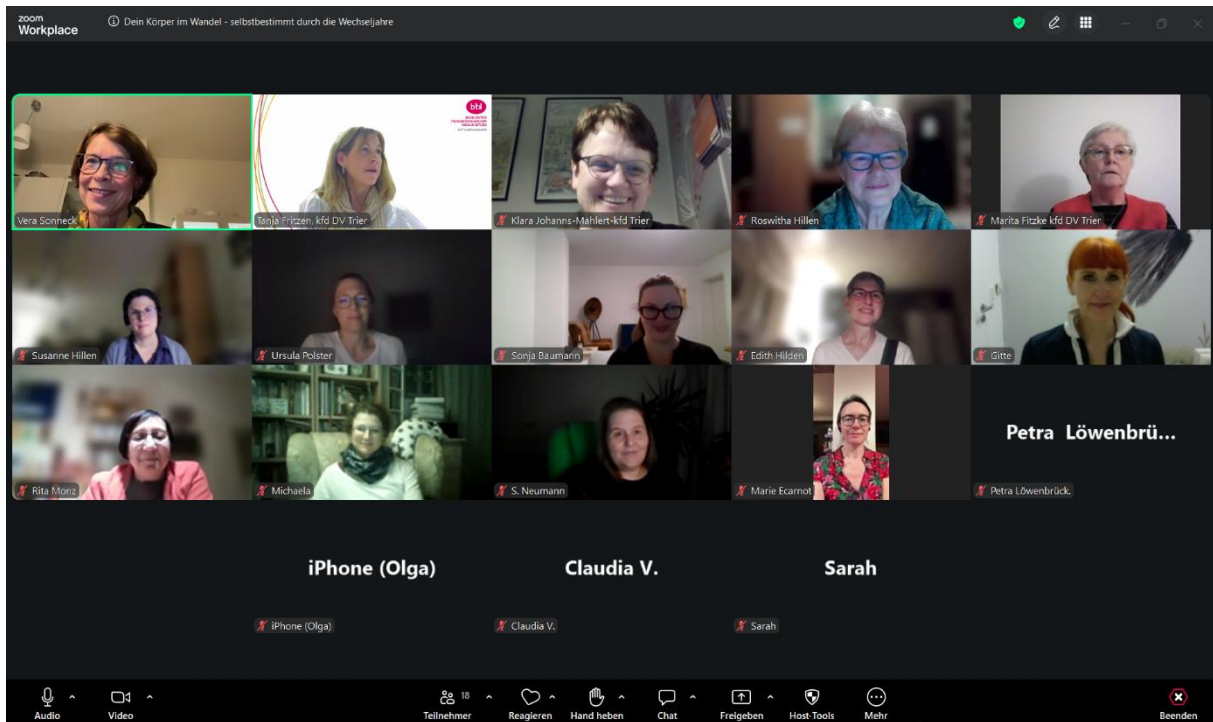 zoom
Workplace
Dein Körper im Wandel - selbstbestimmt durch die Wechseljahre
bhl
Vera Sonneck
Tanja Fritzen, kfd DV Trier
Klara Johanns-Mahlert-kfd Trier
Roswitha Hillen
Marita Fitzke kfd DV Trier
Susanne Hillen
Ursula Polster
Sonja Baumann
Edith Hilden
Gitte
Rita Monz
Michaela
S. Neumann
Marie Ecarnot
Petra Löwenbrü...
Petra Löwenbrück.
iPhone (Olga)
Claudia V.
Sarah
iPhone (Olga)
Claudia V.
Sarah
18
Audio
Video
Teilnehmer
Reagieren
Hand heben
Chat
Freigeben
Host-Tools
Mehr
Beenden